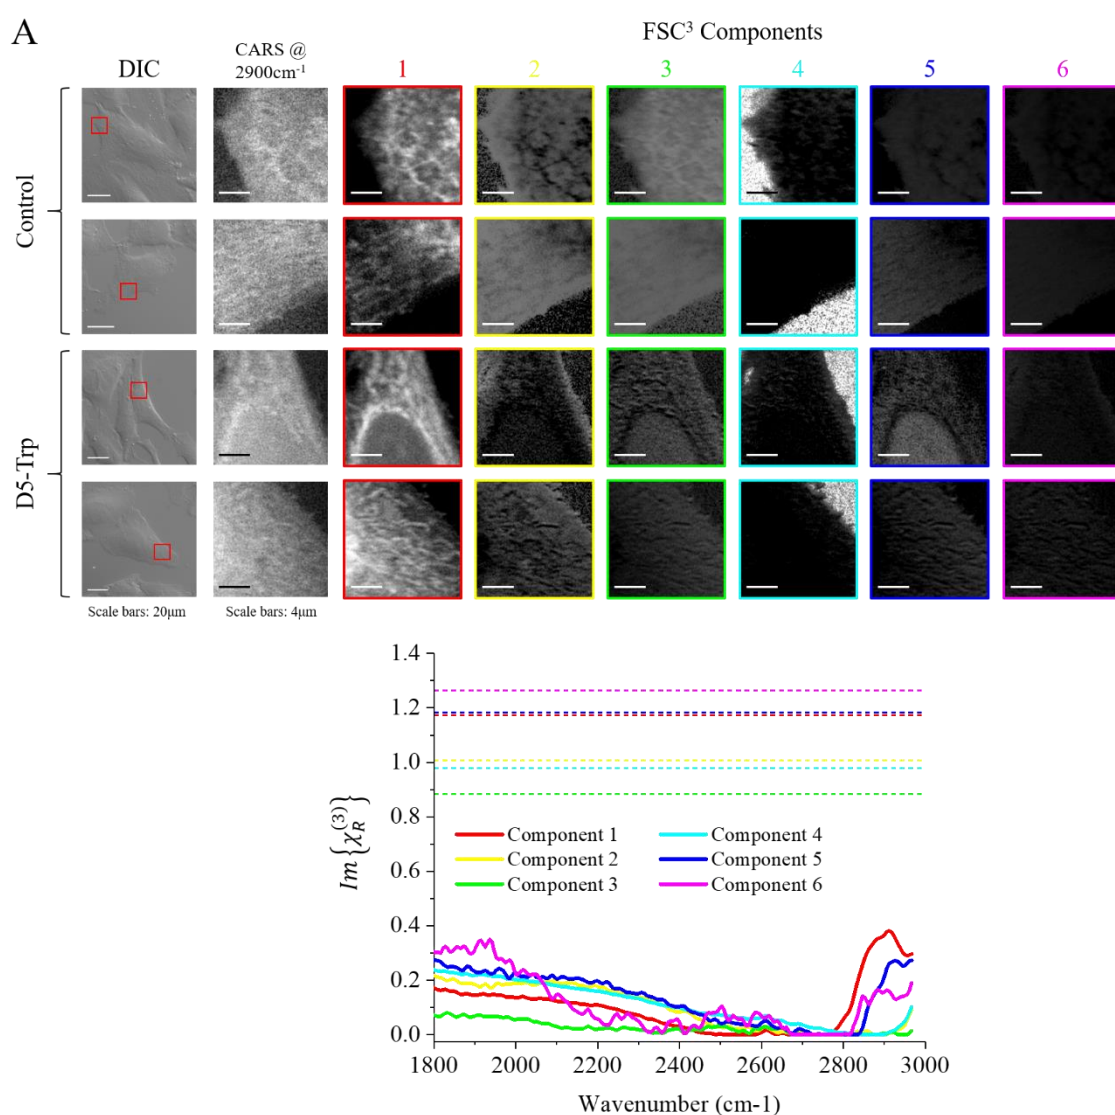 A
FSC³ Components
DIC
CARS @
2900cm⁻¹
1
2
3
4
5
6
Control
D5-Trp
Scale bars: 20μm
Scale bars: 4μm
1.4
1.2
1.0
0.8
0.6
0.4
0.2
0.0
Im{χ_R^(3)}
Component 1
Component 4
Component 2
Component 5
Component 3
Component 6
1800
2000
2200
2400
2600
2800
3000
Wavenumber (cm-1)